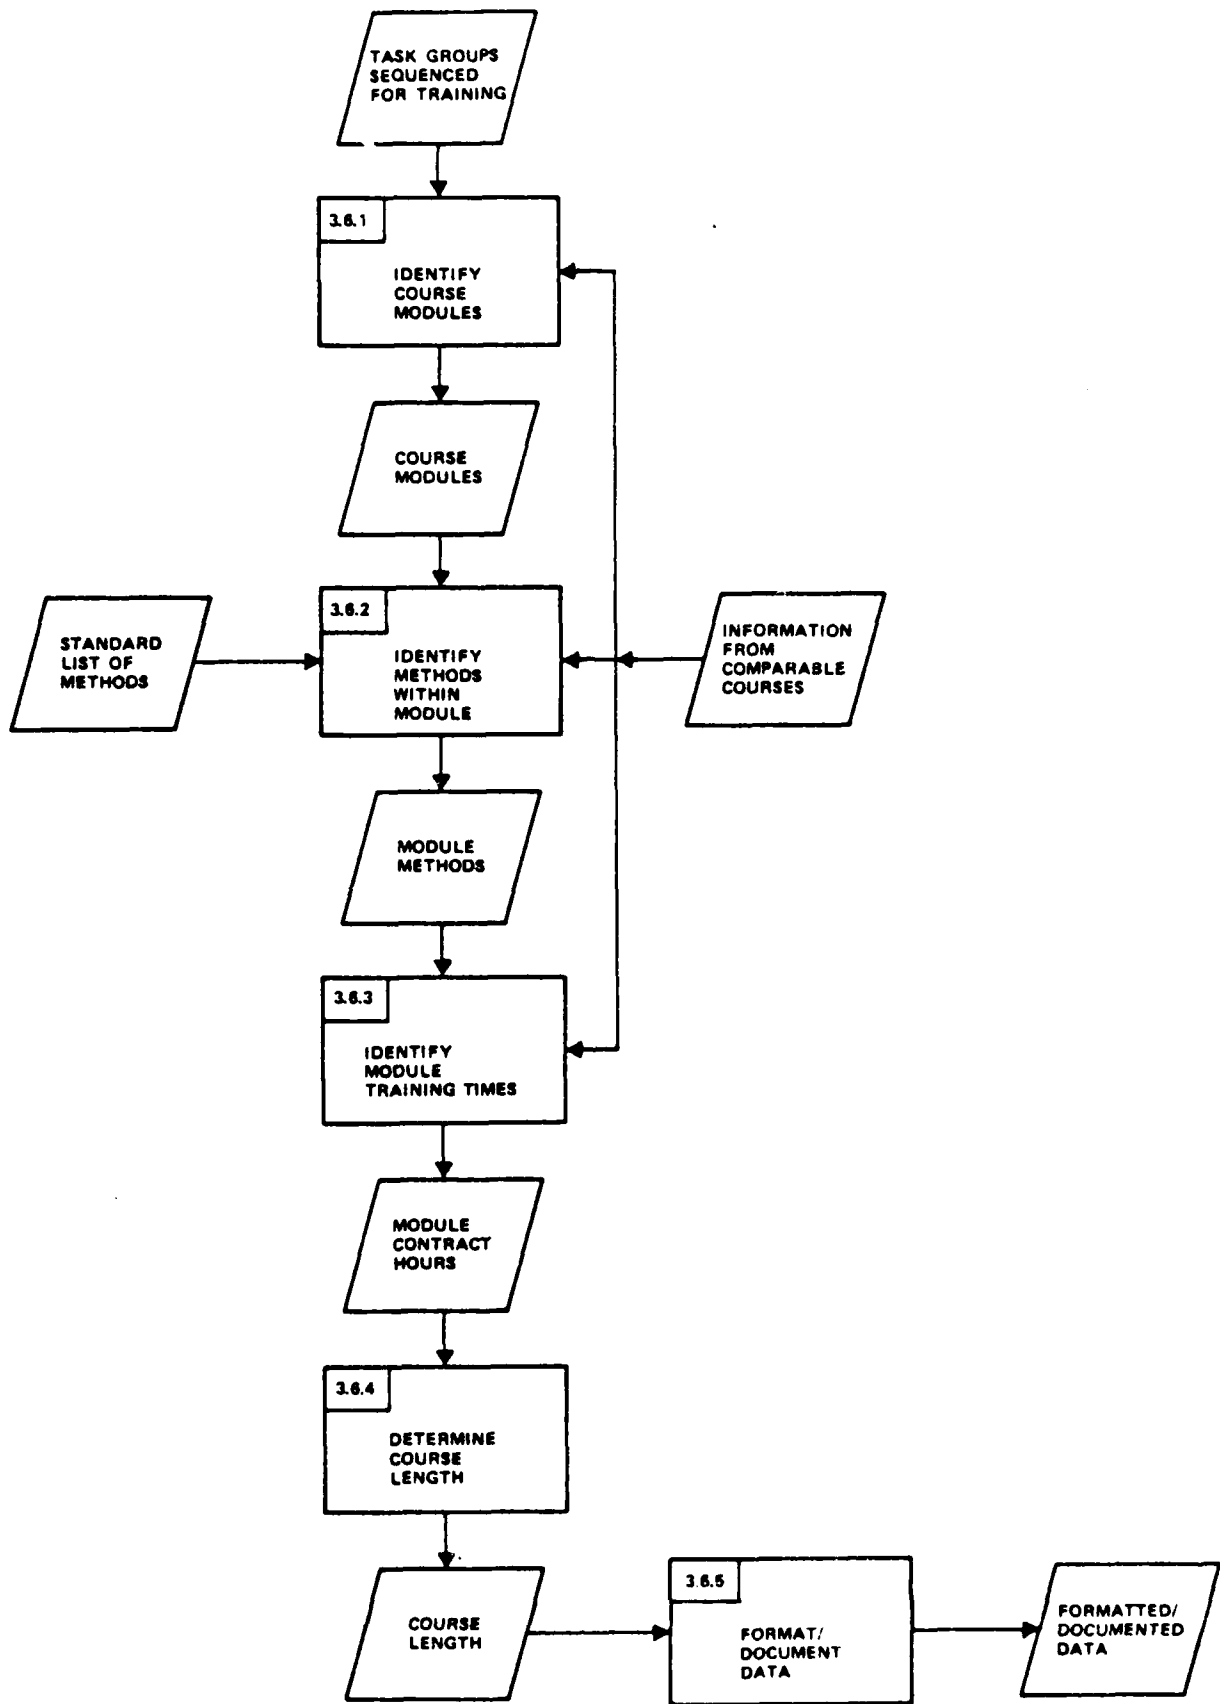 TASK GROUPS
SEQUENCED
FOR TRAINING
3.6.1
IDENTIFY
COURSE
MODULES
COURSE
MODULES
STANDARD
LIST OF
METHODS
3.6.2
IDENTIFY
METHODS
WITHIN
MODULE
INFORMATION
FROM
COMPARABLE
COURSES
MODULE
METHODS
3.6.3
IDENTIFY
MODULE
TRAINING TIMES
MODULE
CONTRACT
HOURS
3.6.4
DETERMINE
COURSE
LENGTH
COURSE
LENGTH
3.6.5
FORMAT/
DOCUMENT
DATA
FORMATTED/
DOCUMENTED
DATA